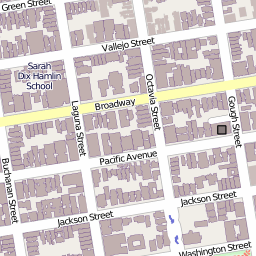 Green Street
Vallejo Street
Sarah
Dix Hamlin
School
Broadway
Octavia Street
Laguna Street
Gough Street
Pacific Avenue
Buchanan Street
Jackson Street
Jackson Street
Washington Street